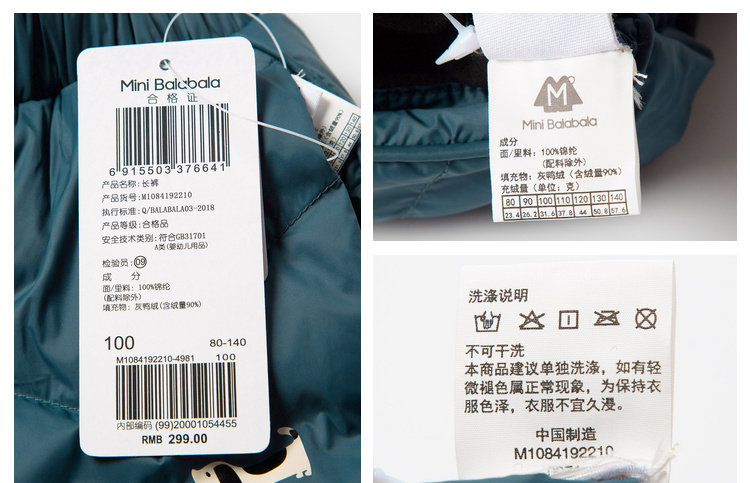 Mini Balabala
合格证
6 915503 376641
产品名称:长裤
产品货号:M1084192210
执行标准:Q/BALABALA03-2018
产品等级:合格品
安全技术类别:符合GB31701
A类(婴幼儿用品)
检验员:09
成 分
面/里料:100%锦纶
(配料除外)
填充物:灰鸭绒(含绒量90%)
100 80-140
M1084192210-4981 100
内部编码 (99)20001054455
RMB 299.00
M
Mini Balabala
成分
面/里料:100%锦纶
(配料除外)
填充物:灰鸭绒(含绒量90%)
充绒量(单位:克)
80 90 100 110 120 130 140
23.4 26.2 31.6 37.8 44 50.8 57.6
洗涤说明
不可干洗
本商品建议单独洗涤,如有轻
微褪色属正常现象,为保持衣
服色泽,衣服不宜久浸。
中国制造
M1084192210